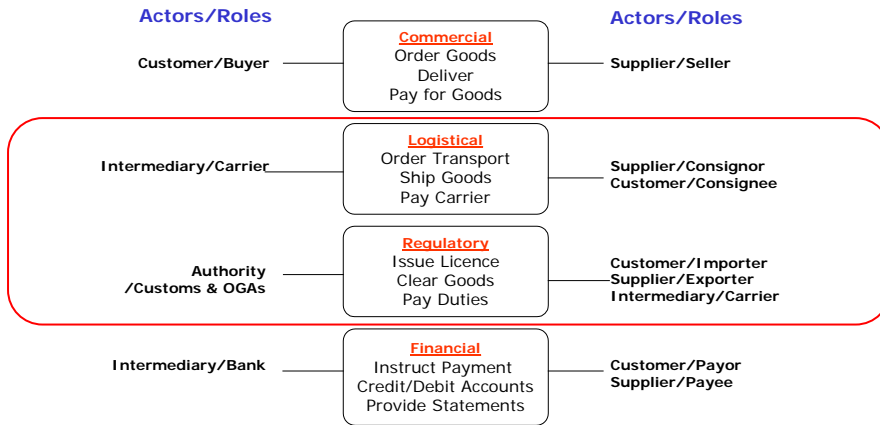 Actors/Roles
Actors/Roles
Commercial
Order Goods
Deliver
Pay for Goods
Customer/Buyer
Supplier/Seller
Logistical
Order Transport
Ship Goods
Pay Carrier
Intermediary/Carrier
Supplier/Consignor
Customer/Consignee
Regulatory
Issue Licence
Clear Goods
Pay Duties
Authority
/Customs & OGAs
Customer/Importer
Supplier/Exporter
Intermediary/Carrier
Financial
Instruct Payment
Credit/Debit Accounts
Provide Statements
Intermediary/Bank
Customer/Payor
Supplier/Payee